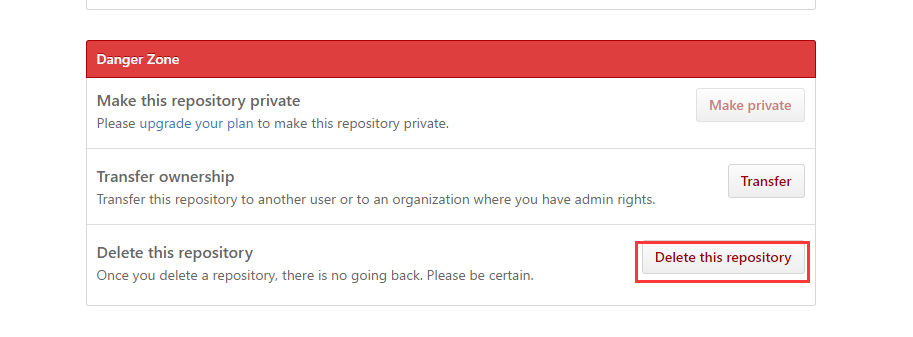 Danger Zone
Make this repository private
Please upgrade your plan to make this repository private.
Make private
Transfer ownership
Transfer this repository to another user or to an organization where you have admin rights.
Transfer
Delete this repository
Once you delete a repository, there is no going back. Please be certain.
Delete this repository